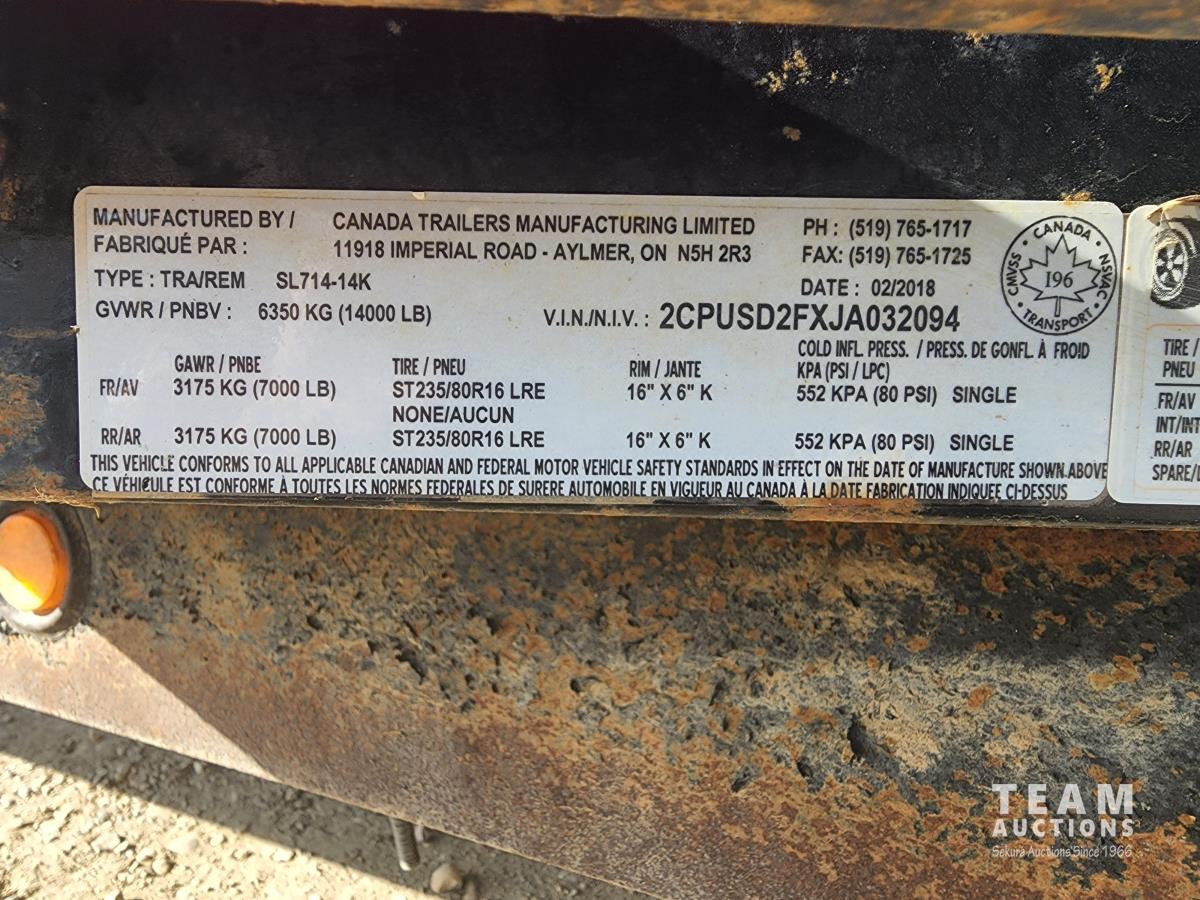 MANUFACTURED BY / CANADA TRAILERS MANUFACTURING LIMITED PH : (519) 765-1717
FABRIQUÉ PAR : 11918 IMPERIAL ROAD - AYLMER, ON N5H 2R3 FAX: (519) 765-1725
TYPE : TRA/REM SL714-14K DATE : 02/2018
GVWR / PNBV : 6350 KG (14000 LB) V.I.N./N.I.V. : 2CPUSD2FXJA032094
CANADA
CMVSS 196 NSVAC
TRANSPORT
COLD INFL. PRESS. / PRESS. DE GONFL. À FROID
GAWR / PNBE TIRE / PNEU RIM / JANTE KPA (PSI / LPC)
FR/AV 3175 KG (7000 LB) ST235/80R16 LRE 16" X 6" K 552 KPA (80 PSI) SINGLE
NONE/AUCUN
RR/AR 3175 KG (7000 LB) ST235/80R16 LRE 16" X 6" K 552 KPA (80 PSI) SINGLE
THIS VEHICLE CONFORMS TO ALL APPLICABLE CANADIAN AND FEDERAL MOTOR VEHICLE SAFETY STANDARDS IN EFFECT ON THE DATE OF MANUFACTURE SHOWN ABOVE
CE VÉHICULE EST CONFORME À TOUTES LES NORMES FEDERALES DE SURERE AUTOMOBILE EN VIGUEUR AU CANADA À LA DATE FABRICATION INDIQUEE CI-DESSUS
TIRE /
PNEU
FR/AV
INT/INT
RR/AR
SPARE/
TEAM
AUCTIONS
Sekura Auctions Since 1966